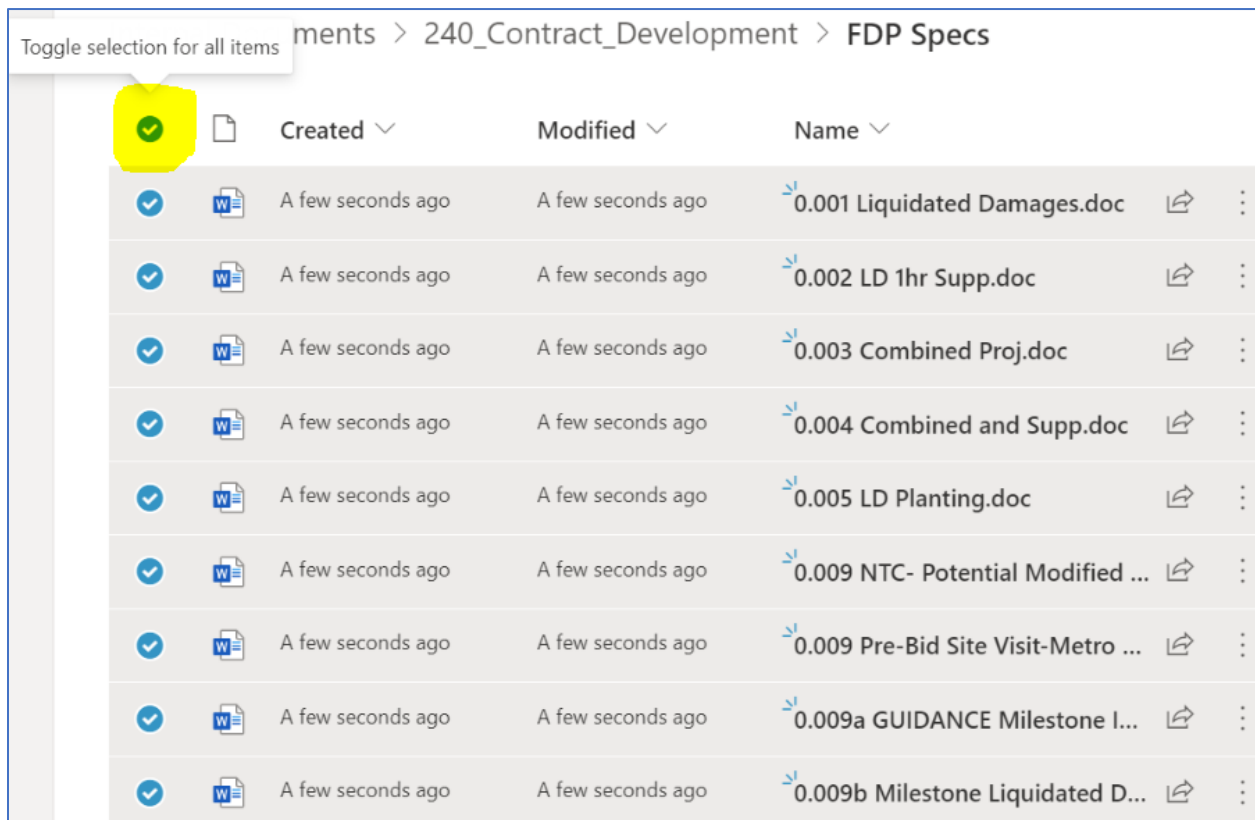 Toggle selection for all items
ments > 240_Contract_Development > FDP Specs
Created Modified Name
A few seconds ago A few seconds ago 0.001 Liquidated Damages.doc
A few seconds ago A few seconds ago 0.002 LD 1hr Supp.doc
A few seconds ago A few seconds ago 0.003 Combined Proj.doc
A few seconds ago A few seconds ago 0.004 Combined and Supp.doc
A few seconds ago A few seconds ago 0.005 LD Planting.doc
A few seconds ago A few seconds ago 0.009 NTC- Potential Modified ...
A few seconds ago A few seconds ago 0.009 Pre-Bid Site Visit-Metro ...
A few seconds ago A few seconds ago 0.009a GUIDANCE Milestone I...
A few seconds ago A few seconds ago 0.009b Milestone Liquidated D...